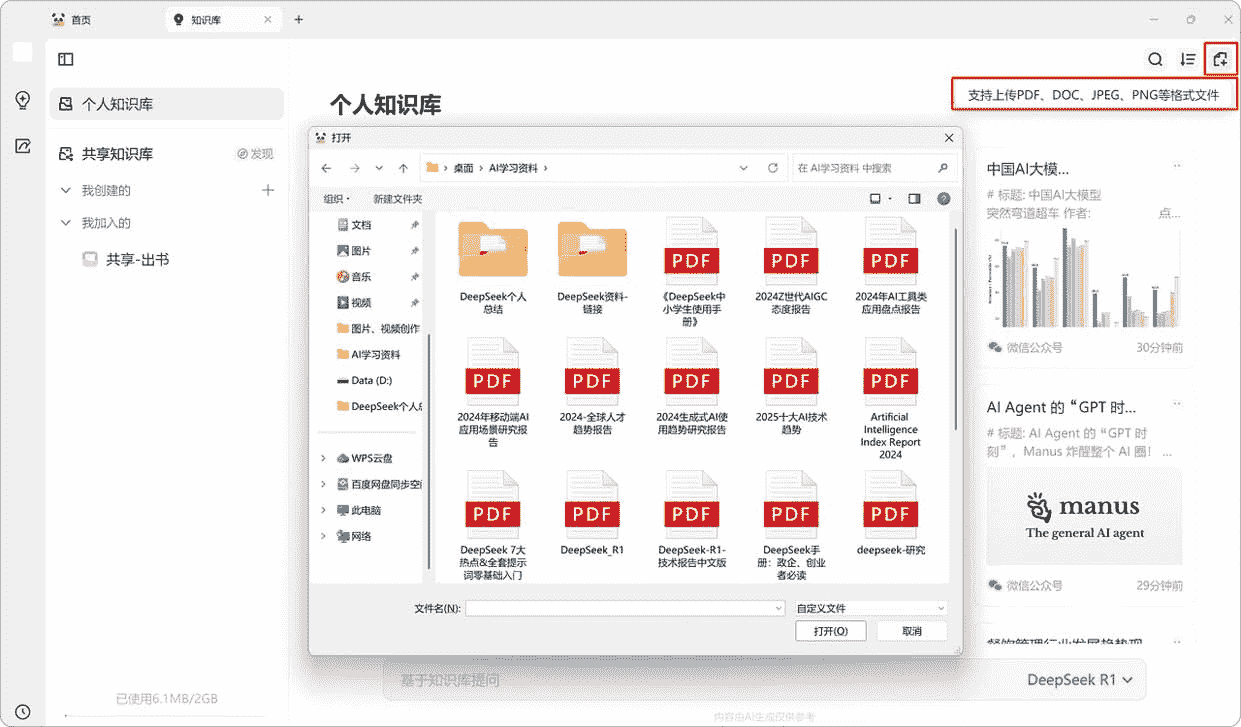 首页
知识库
个人知识库
共享知识库
发现
我创建的
我加入的
共享-出书
已使用6.1MB/2GB
个人知识库
支持上传PDF、DOC、JPEG、PNG等格式文件
打开
桌面 › AI学习资料 ›
在 AI学习资料 中搜索
组织
新建文件夹
文档
图片
音乐
视频
图片、视频创作
AI学习资料
Data (D:)
DeepSeek个人总
WPS云盘
百度网盘同步空间
此电脑
网络
DeepSeek个人
总结
DeepSeek资料-
链接
PDF
《DeepSeek中
小学生使用手
册》
PDF
2024Z世代AIGC
态度报告
PDF
2024年AI工具类
应用盘点报告
PDF
2024年移动端AI
应用场景研究报
告
PDF
2024-全球人才
趋势报告
PDF
2024生成式AI使
用趋势研究报告
PDF
2025十大AI技术
趋势
PDF
Artificial
Intelligence
Index Report
2024
PDF
DeepSeek 7大
热点&全套提示
词零基础入门
PDF
DeepSeek_R1
PDF
DeepSeek-R1-
技术报告中文版
PDF
DeepSeek手
册：政企、创业
者必读
PDF
deepseek-研究
文件名(N):
自定义文件
打开(O)
取消
中国AI大模...
# 标题: 中国AI大模型
突然弯道超车 作者: 点...
微信公众号
30分钟前
AI Agent 的“GPT 时...
# 标题: AI Agent 的“GPT 时
刻”，Manus 炸醒整个 AI 圈！ ...
manus
The general AI agent
微信公众号
29分钟前
基于知识库提问
DeepSeek R1
内容由AI生成仅供参考